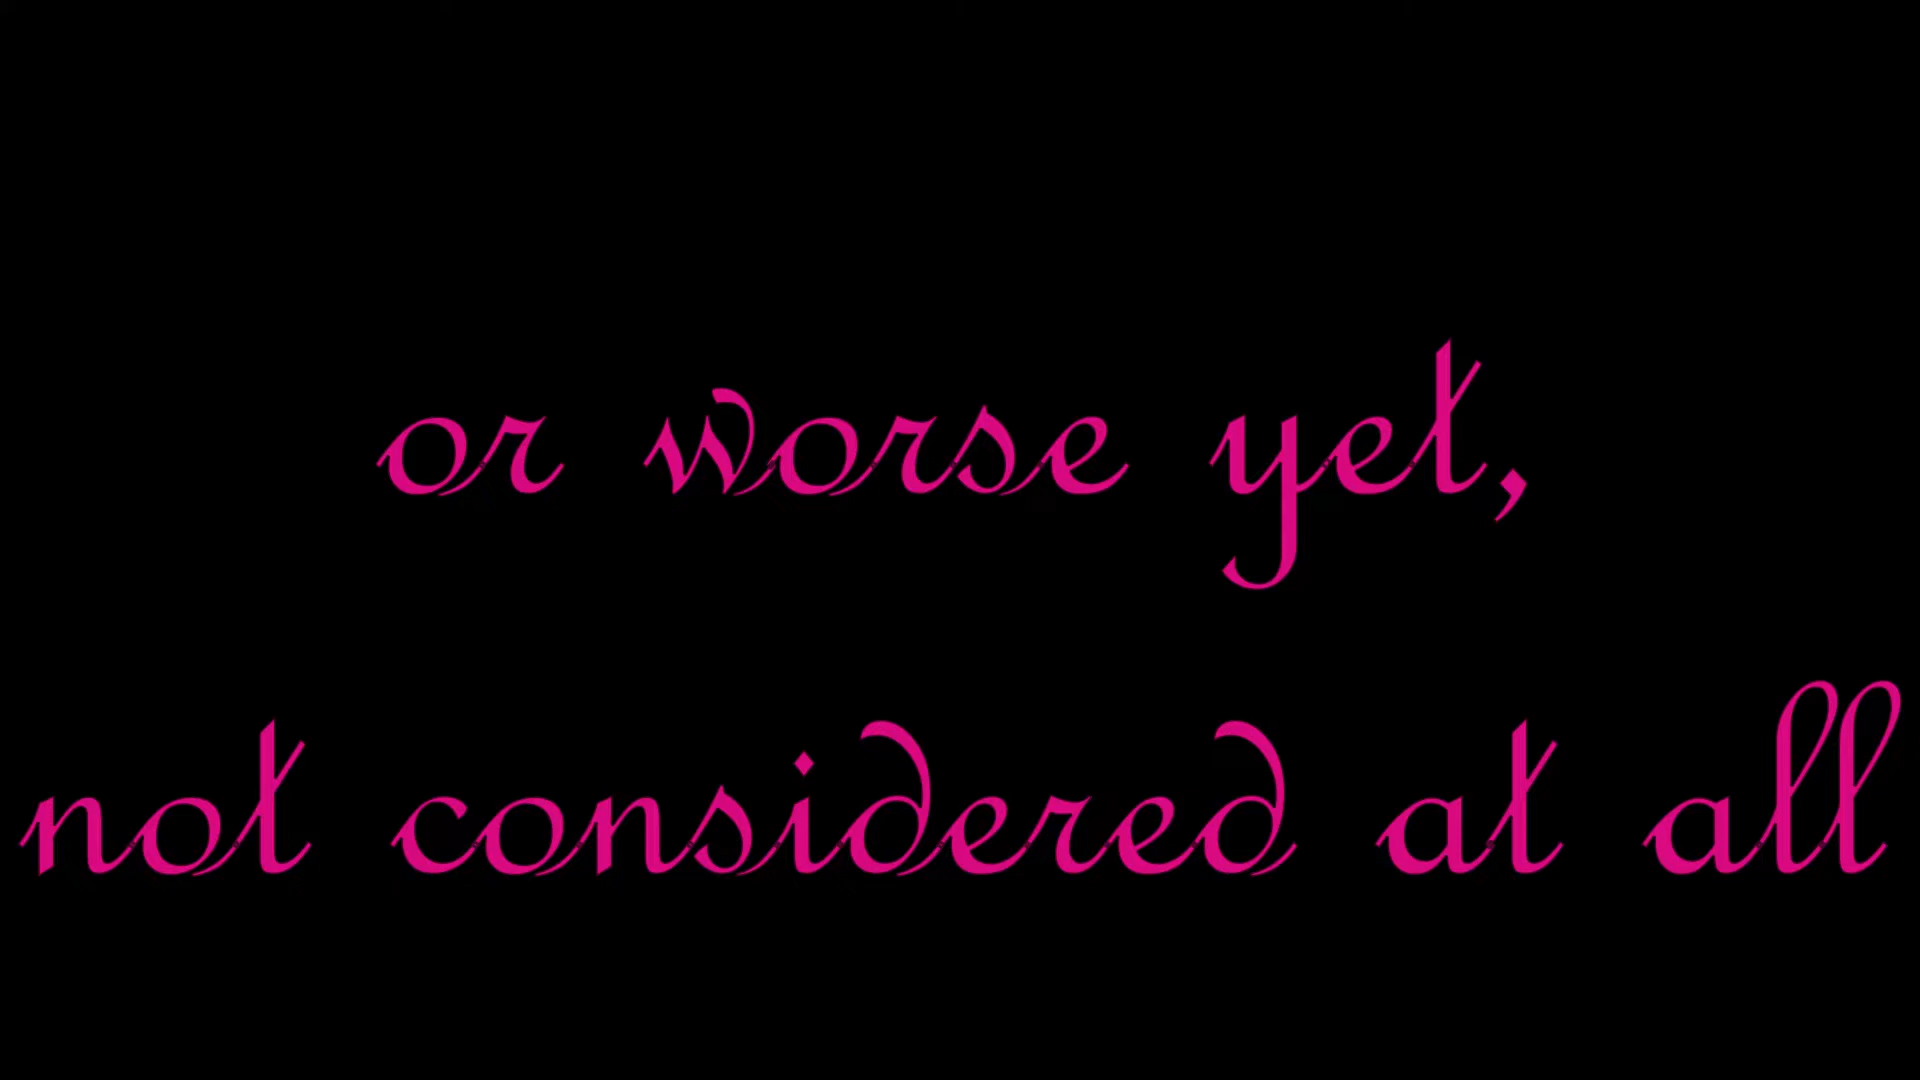 or worse yet,
not considered at all